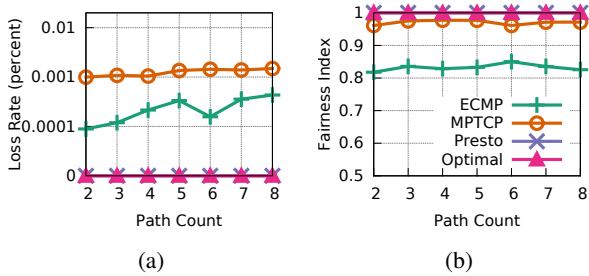 Loss Rate (percent)
0.01
0.001
0.0001
0
2 3 4 5 6 7 8
Path Count
(a)
Fairness Index
1
0.9
0.8
0.7
0.6
0.5
ECMP
MPTCP
Presto
Optimal
2 3 4 5 6 7 8
Path Count
(b)